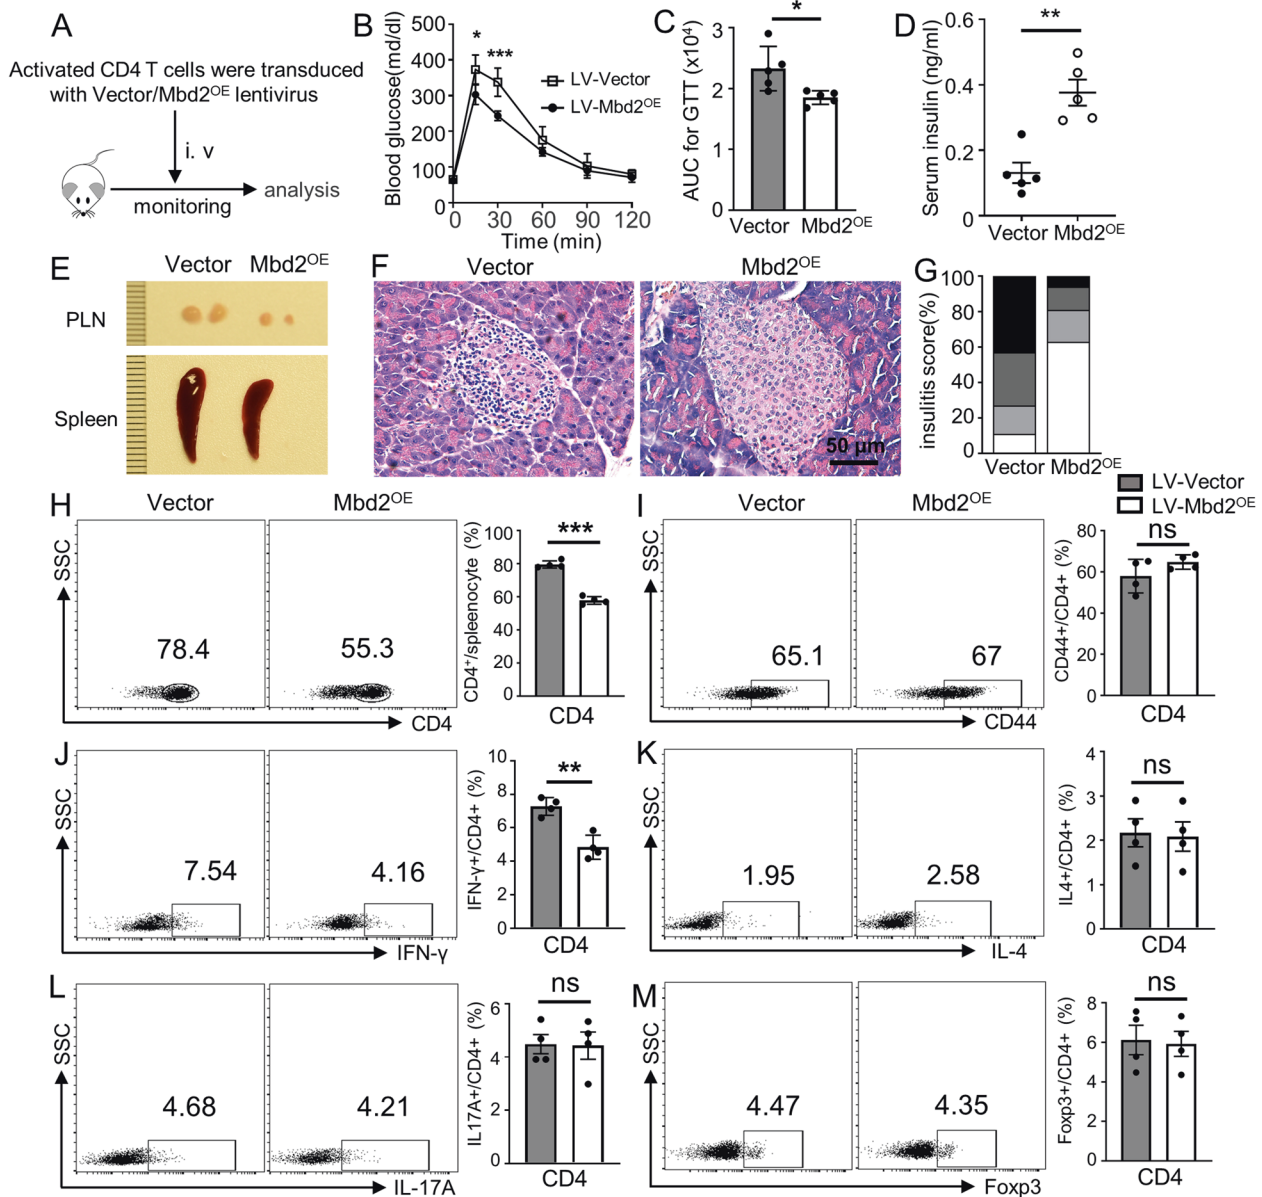 A
Activated CD4 T cells were transduced
with Vector/Mbd2OE lentivirus
i. v
monitoring
analysis
B
Blood glucose(md/dl)
500
400
300
200
100
0
*
***
LV-Vector
LV-Mbd2OE
0 30 60 90 120
Time (min)
C
AUC for GTT (x10⁴)
3
2
1
0
*
Vector Mbd2OE
D
Serum insulin (ng/ml)
0.6
0.4
0.2
0
**
Vector Mbd2OE
E
Vector Mbd2OE
PLN
Spleen
F
Vector Mbd2OE
50 μm
G
insulitis score(%)
100
80
60
40
20
0
Vector Mbd2OE
LV-Vector
LV-Mbd2OE
H
Vector Mbd2OE
SSC
78.4 55.3
CD4
CD4⁺/spleenocyte (%)
100
80
60
40
20
0
***
CD4
I
Vector Mbd2OE
SSC
65.1 67
CD44
CD44+/CD4+ (%)
80
60
40
20
0
ns
CD4
J
SSC
7.54 4.16
IFN-γ
IFN-γ+/CD4+ (%)
10
8
6
4
2
0
**
CD4
K
SSC
1.95 2.58
IL-4
IL4+/CD4+ (%)
4
3
2
1
0
ns
CD4
L
SSC
4.68 4.21
IL-17A
IL17A+/CD4+ (%)
6
4
2
0
ns
CD4
M
SSC
4.47 4.35
Foxp3
Foxp3+/CD4+ (%)
8
6
4
2
0
ns
CD4